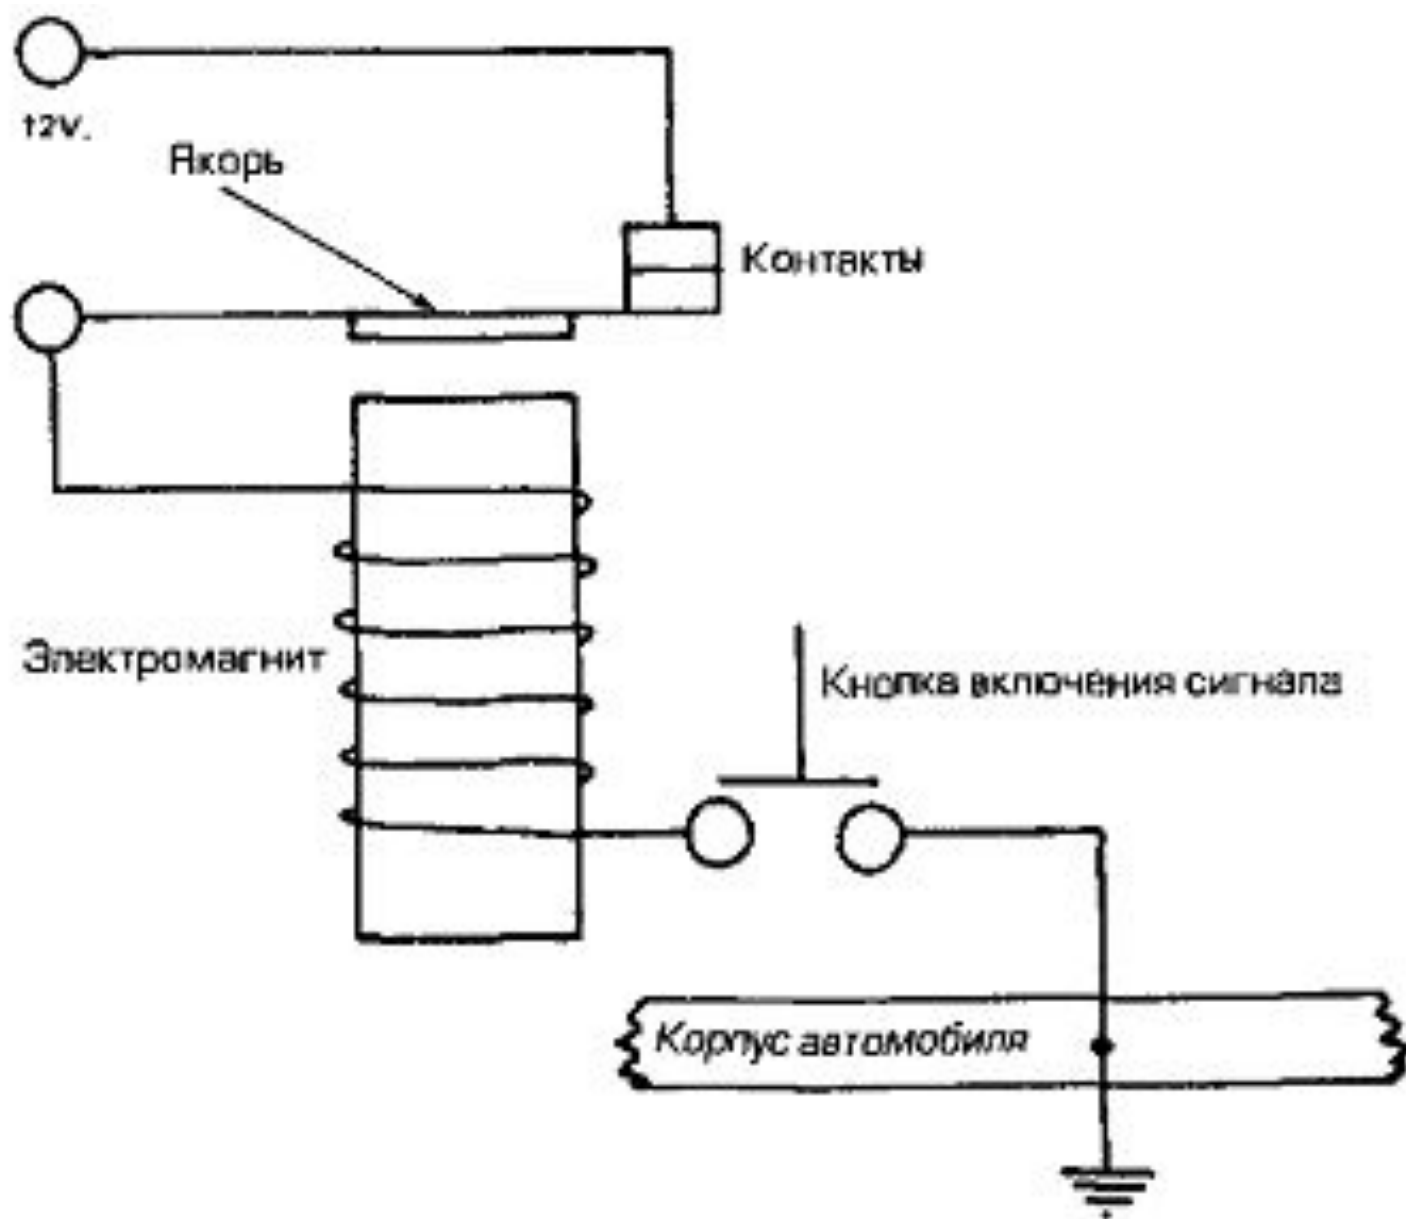 12V.
Якорь
Контакты
Электромагнит
Кнопка включения сигнала
Корпус автомобиля